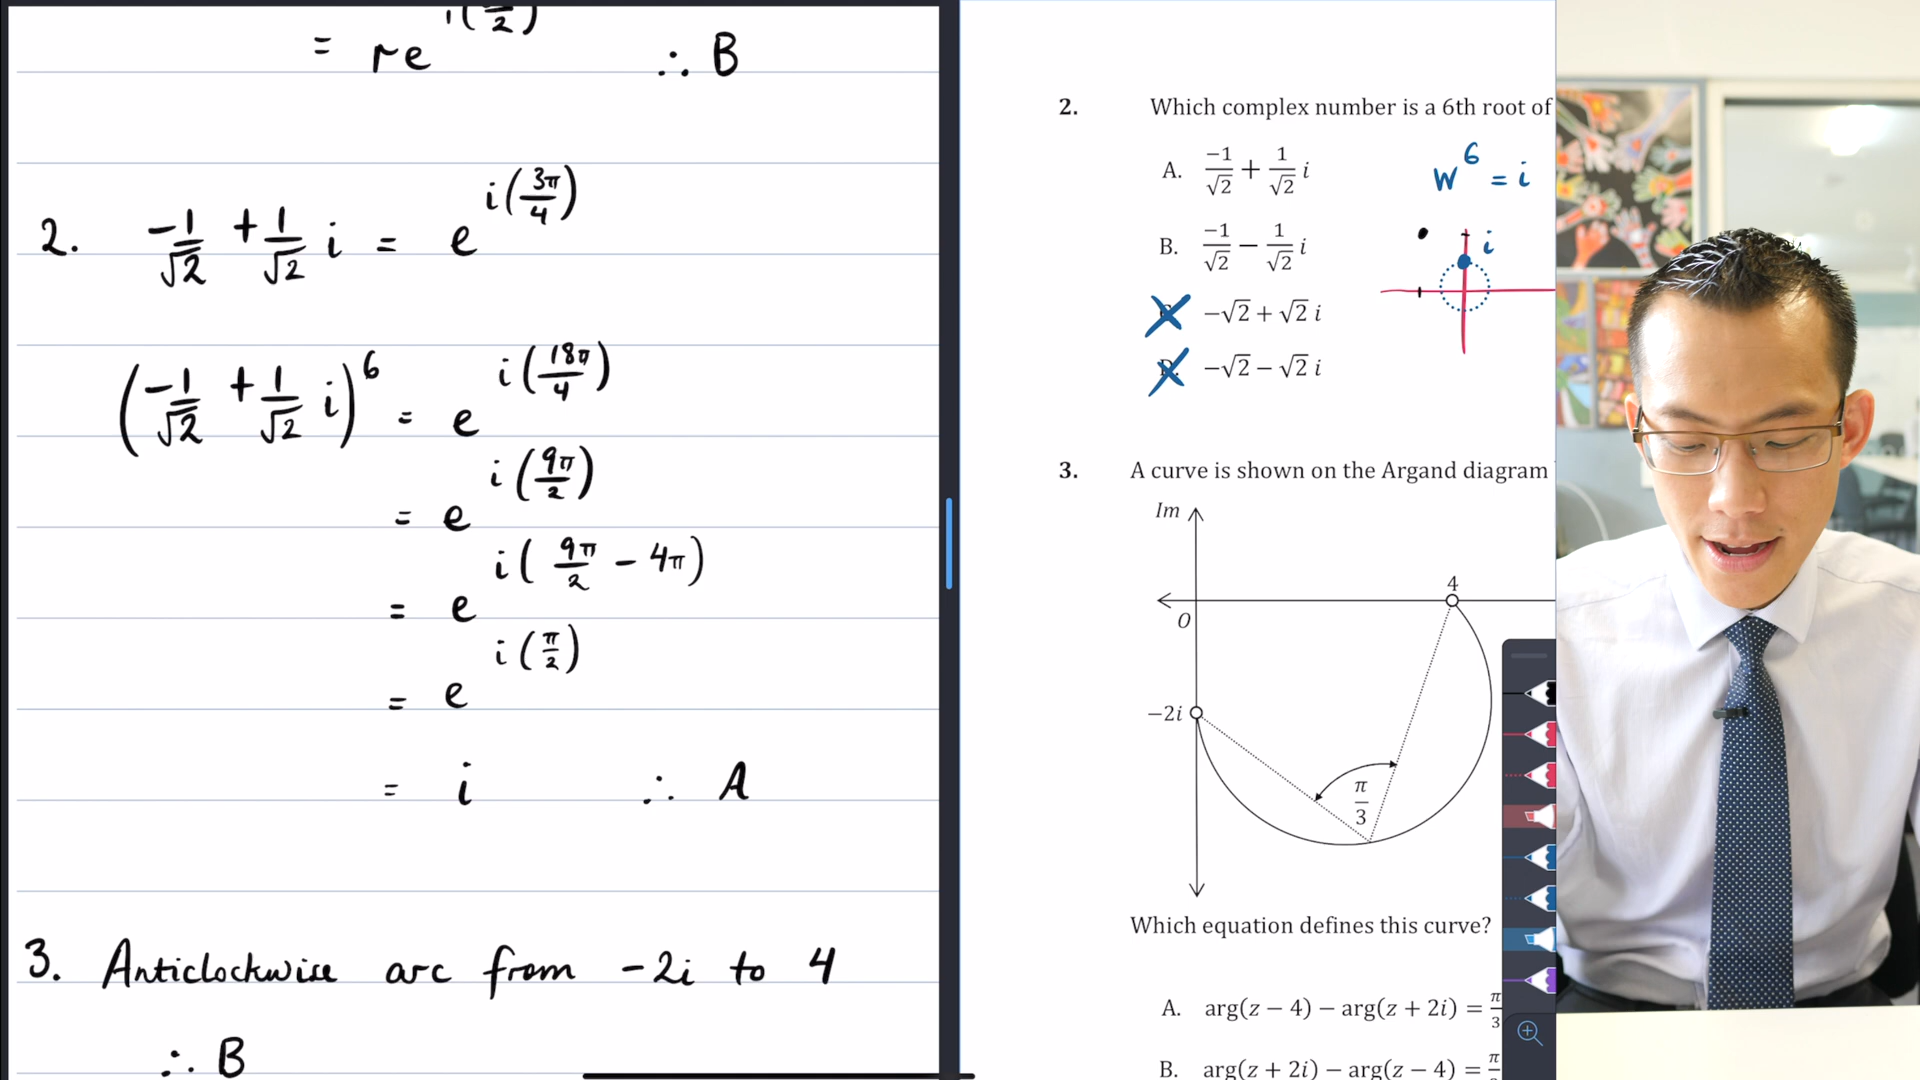 = re^{i(π/2)} ∴ B
2. -1/√2 + 1/√2 i = e^{i(3π/4)}
(-1/√2 + 1/√2 i)^6 = e^{i(18π/4)}
= e^{i(9π/2)}
= e^{i(9π/2 - 4π)}
= e^{i(π/2)}
= i ∴ A
3. Anticlockwise arc from -2i to 4
∴ B
2. Which complex number is a 6th root of
A. -1/√2 + 1/√2 i
B. -1/√2 − 1/√2 i
−√2 + √2 i
D. −√2 − √2 i
w^6 = i
i
3. A curve is shown on the Argand diagram
Im
4
O
−2i
π/3
Which equation defines this curve?
A. arg(z − 4) − arg(z + 2i) = π/3
B. arg(z + 2i) − arg(z − 4) = π